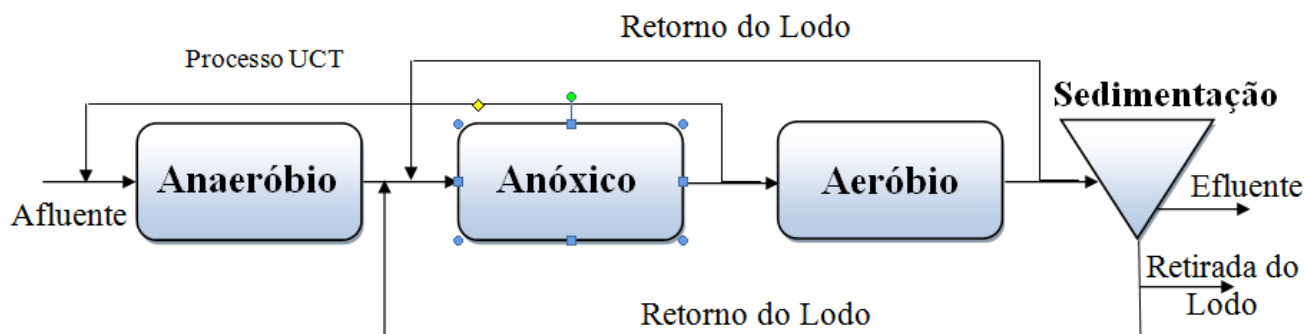 Retorno do Lodo
Processo UCT
Sedimentação
Anaeróbio
Anóxico
Aeróbio
Afluente
Efluente
Retirada do
Lodo
Retorno do Lodo